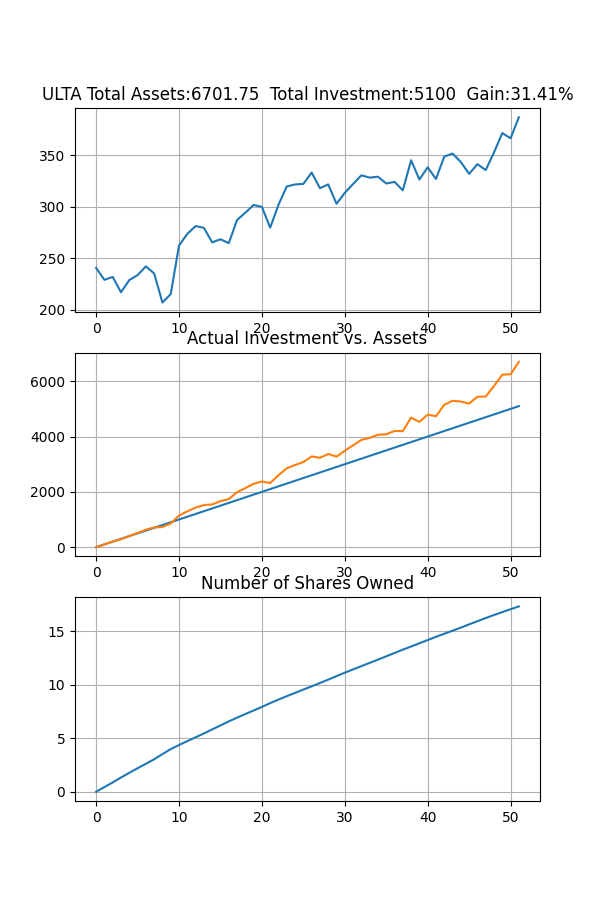 ULTA Total Assets:6701.75  Total Investment:5100  Gain:31.41%
350
300
250
200
0 10 20 30 40 50
Actual Investment vs. Assets
6000
4000
2000
0
0 10 20 30 40 50
Number of Shares Owned
15
10
5
0
0 10 20 30 40 50